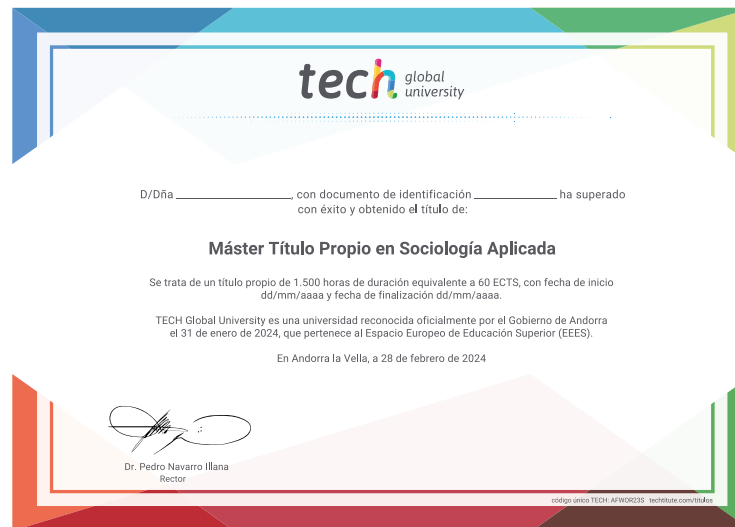 tech global university
D/Dña ____________, con documento de identificación ____________ ha superado
con éxito y obtenido el título de:
Máster Título Propio en Sociología Aplicada
Se trata de un título propio de 1.500 horas de duración equivalente a 60 ECTS, con fecha de inicio
dd/mm/aaaa y fecha de finalización dd/mm/aaaa.
TECH Global University es una universidad reconocida oficialmente por el Gobierno de Andorra
el 31 de enero de 2024, que pertenece al Espacio Europeo de Educación Superior (EEES).
En Andorra la Vella, a 28 de febrero de 2024
Dr. Pedro Navarro Illana
Rector
código único TECH: AFWOR23S techtitute.com/titulos